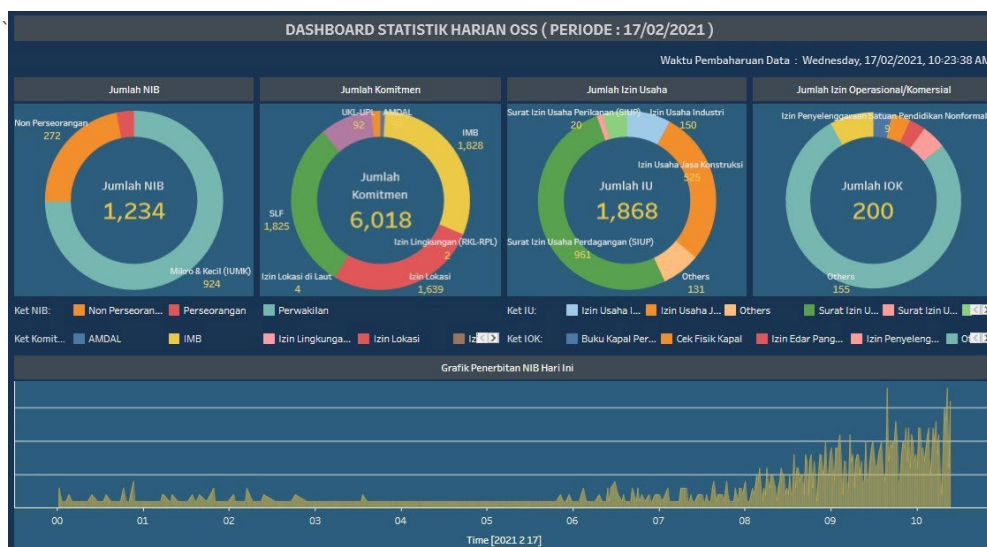 DASHBOARD STATISTIK HARIAN OSS ( PERIODE : 17/02/2021 )
Waktu Pembaharuan Data : Wednesday, 17/02/2021, 10:23:38 AM
Jumlah NIB
Non Perseorangan
272
Jumlah NIB
1,234
Mikro & Kecil (IUMK)
924
Jumlah Komitmen
UKL-UPL
92
AMDAL
IMB
1,828
Jumlah
Komitmen
6,018
SLF
1,825
Izin Lingkungan (RKL-RPL)
2
Izin Lokasi di Laut
4
Izin Lokasi
1,639
Jumlah Izin Usaha
Surat Izin Usaha Perikanan (SIUP)
20
Izin Usaha Industri
150
Izin Usaha Jasa Konstruksi
525
Jumlah IU
1,868
Surat Izin Usaha Perdagangan (SIUP)
961
Others
131
Jumlah Izin Operasional/Komersial
Izin Penyelenggaraan Satuan Pendidikan Nonformal
9
Jumlah IOK
200
Others
155
Ket NIB: Non Perseoran... Perseorangan Perwakilan
Ket IU: Izin Usaha I... Izin Usaha J... Others Surat Izin U... Surat Izin U...
Ket Komit... AMDAL IMB Izin Lingkunga... Izin Lokasi
Ket IOK: Buku Kapal Per... Cek Fisik Kapal Izin Edar Pang... Izin Penyeleng...
Grafik Penerbitan NIB Hari Ini
00 01 02 03 04 05 06 07 08 09 10
Time [2021 2 17]